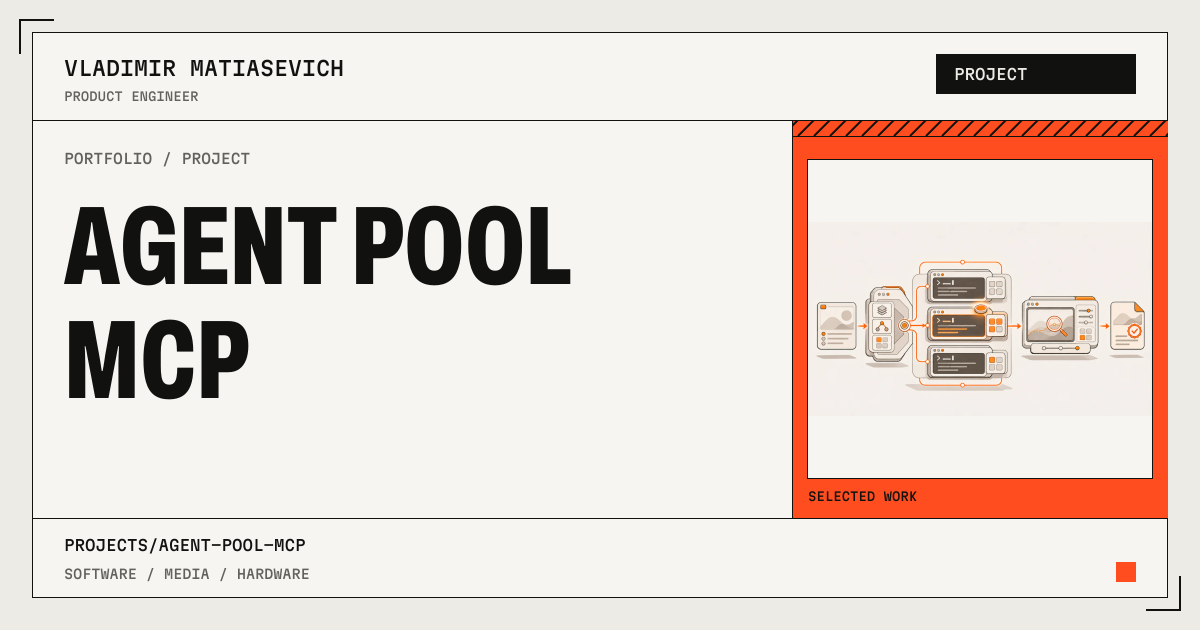 VLADIMIR MATIASEVICH
PRODUCT ENGINEER
PROJECT
PORTFOLIO / PROJECT
AGENT POOL
MCP
SELECTED WORK
PROJECTS/AGENT-POOL-MCP
SOFTWARE / MEDIA / HARDWARE